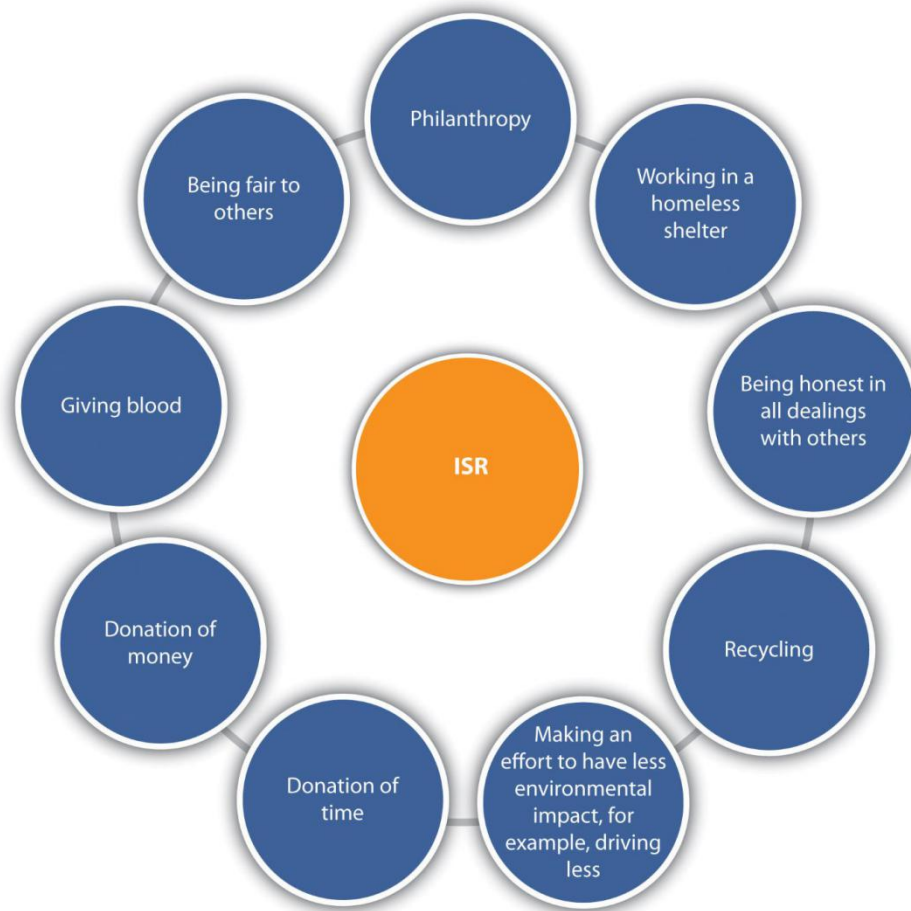 Philanthropy
Working in a
homeless
shelter
Being honest in
all dealings
with others
Recycling
Making an
effort to have less
environmental
impact, for
example, driving
less
Donation of
time
Donation of
money
Giving blood
Being fair to
others
ISR